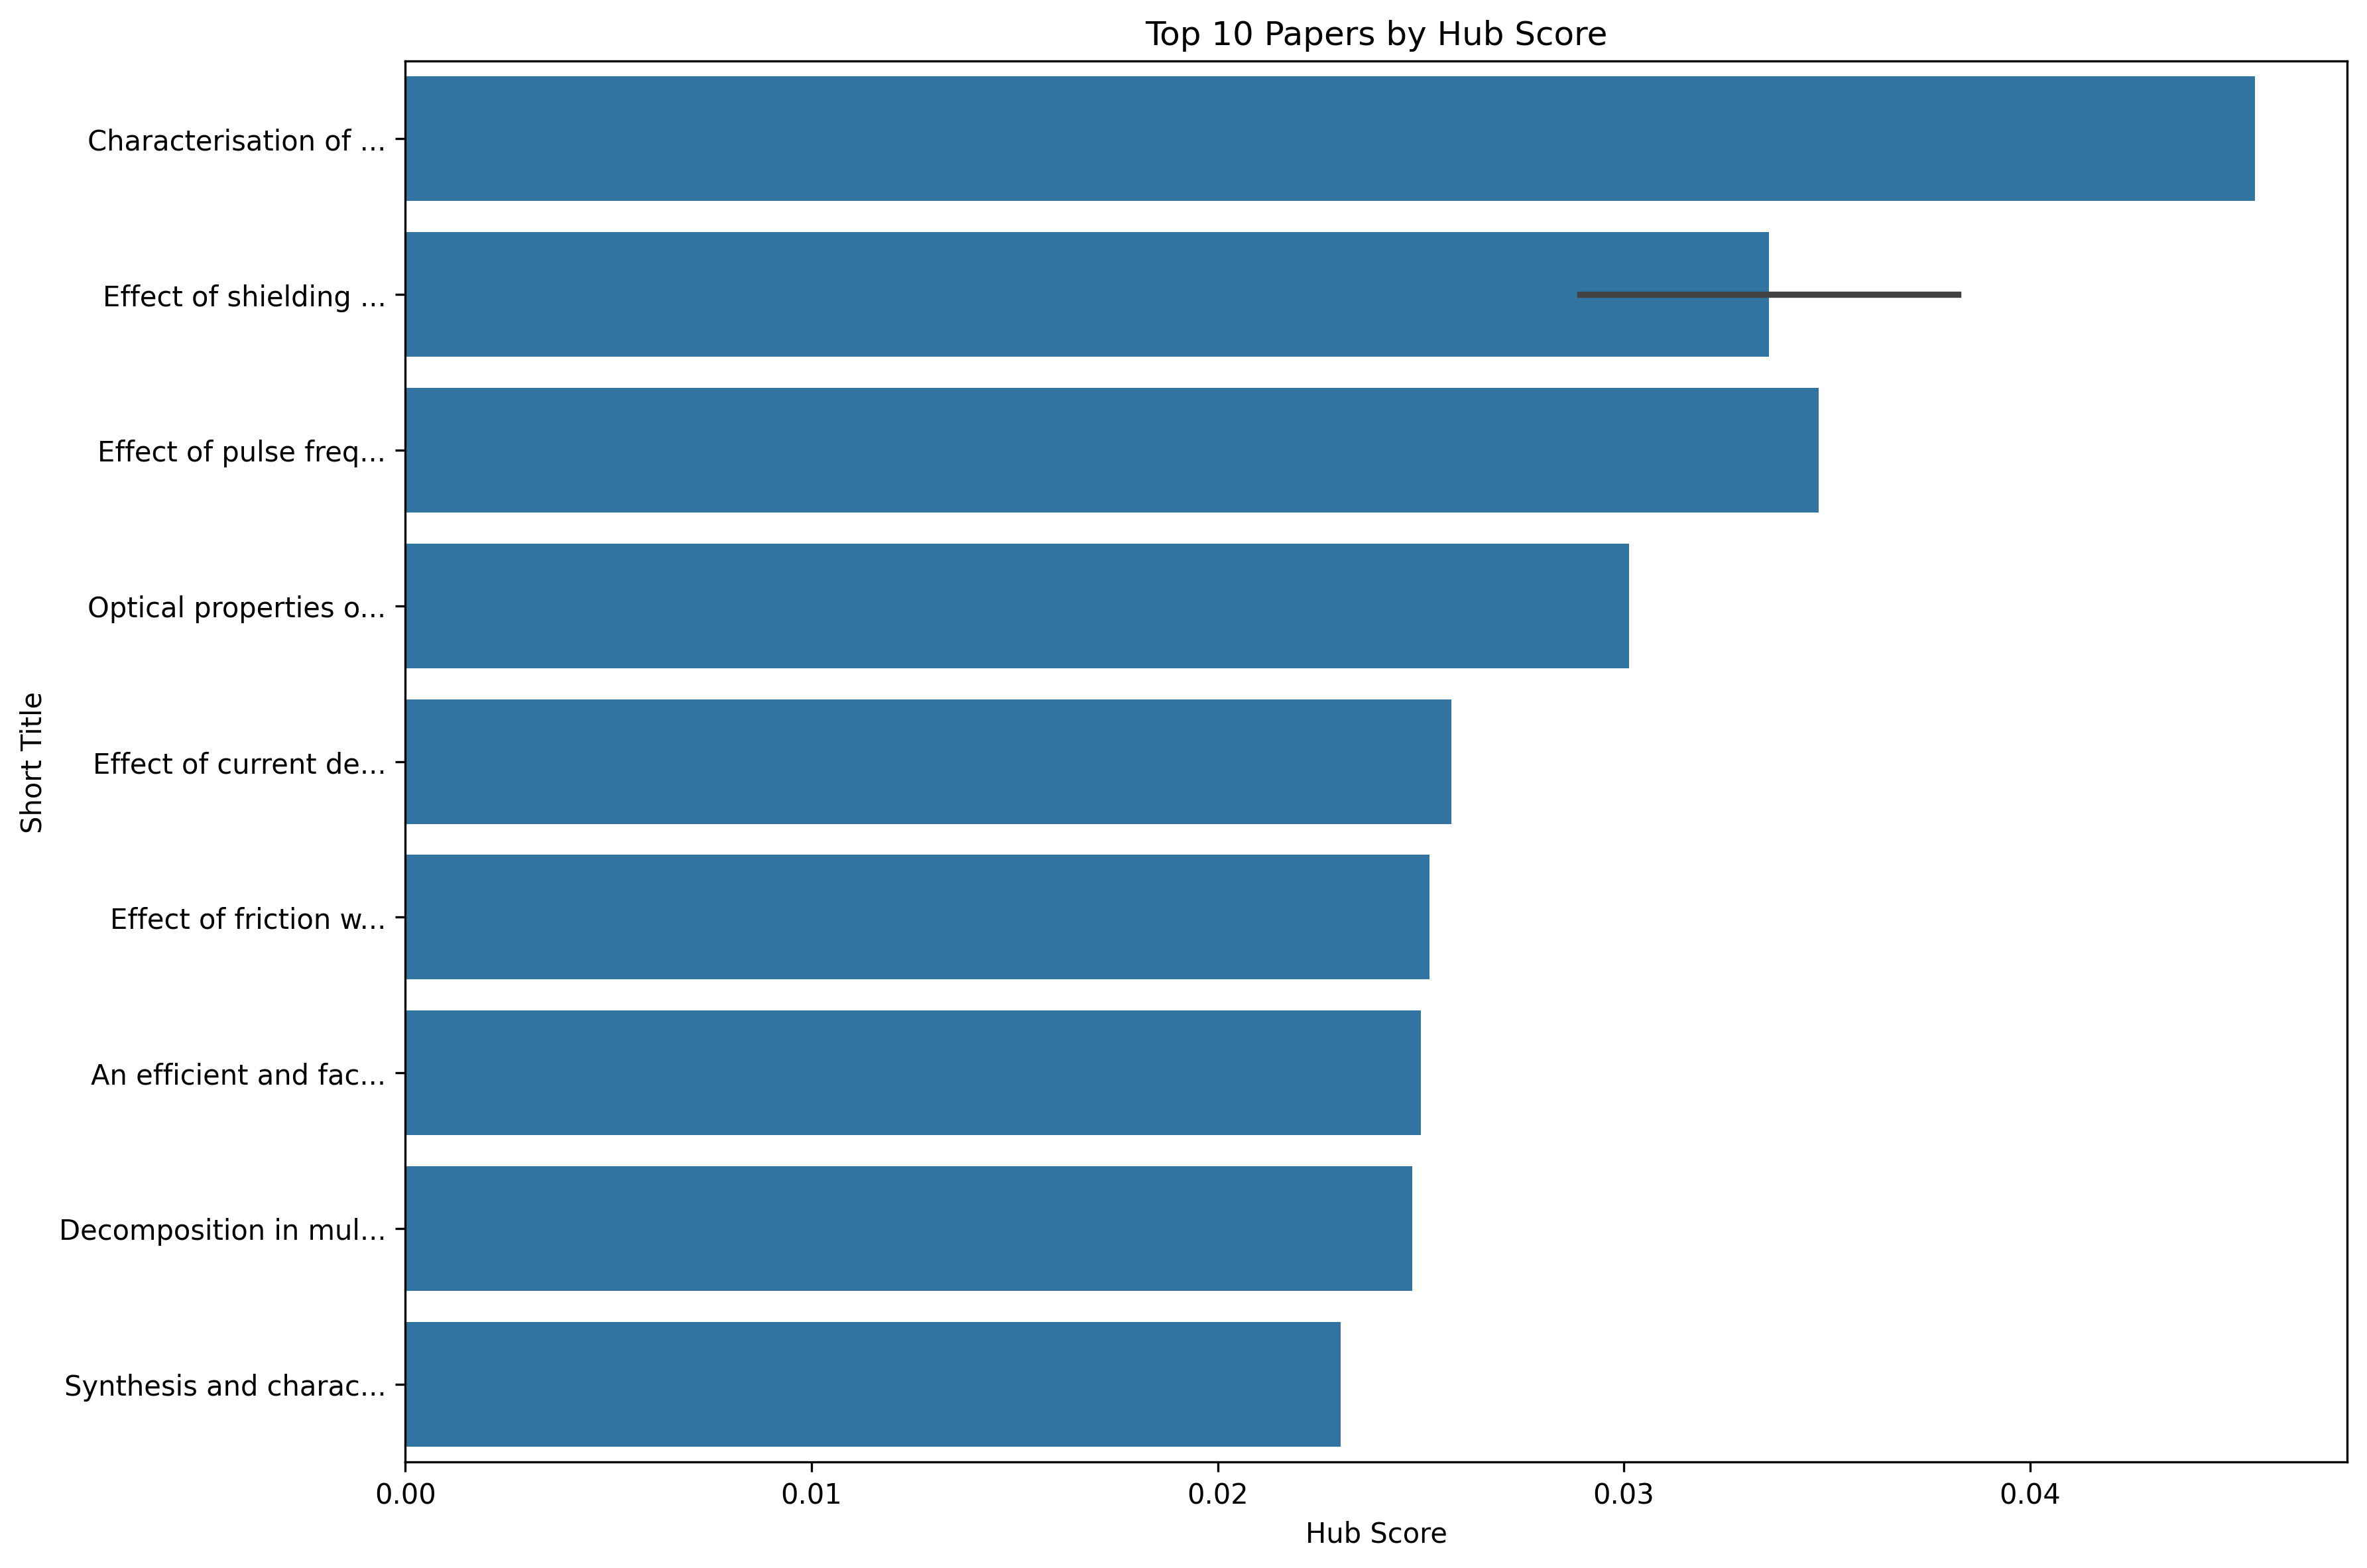 Top 10 Papers by Hub Score
Short Title
Characterisation of ...
Effect of shielding ...
Effect of pulse freq...
Optical properties o...
Effect of current de...
Effect of friction w...
An efficient and fac...
Decomposition in mul...
Synthesis and charac...
0.00 0.01 0.02 0.03 0.04
Hub Score